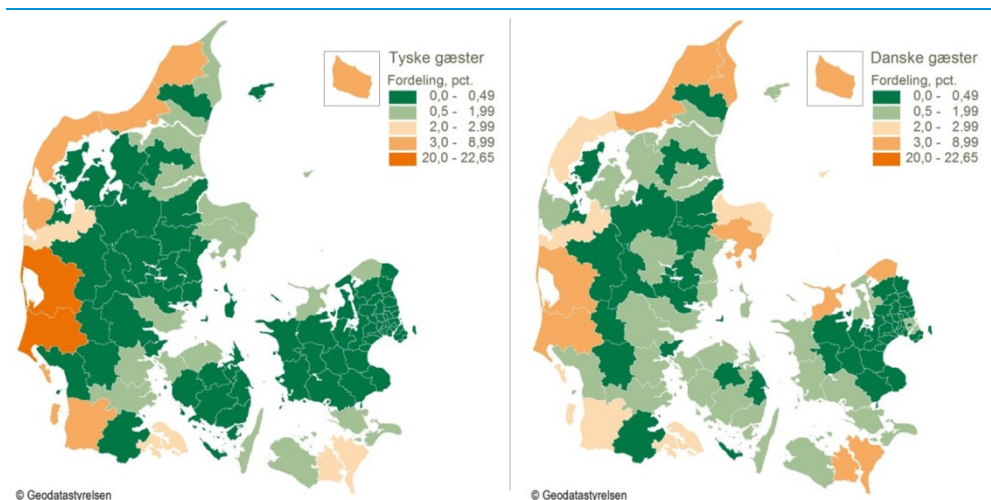 Tyske gæster
Fordeling, pct.
0,0 - 0,49
0,5 - 1,99
2,0 - 2.99
3,0 - 8,99
20,0 - 22,65
© Geodatastyrelsen
Danske gæster
Fordeling, pct.
0,0 - 0,49
0,5 - 1,99
2,0 - 2.99
3,0 - 8,99
20,0 - 22,65
© Geodatastyrelsen